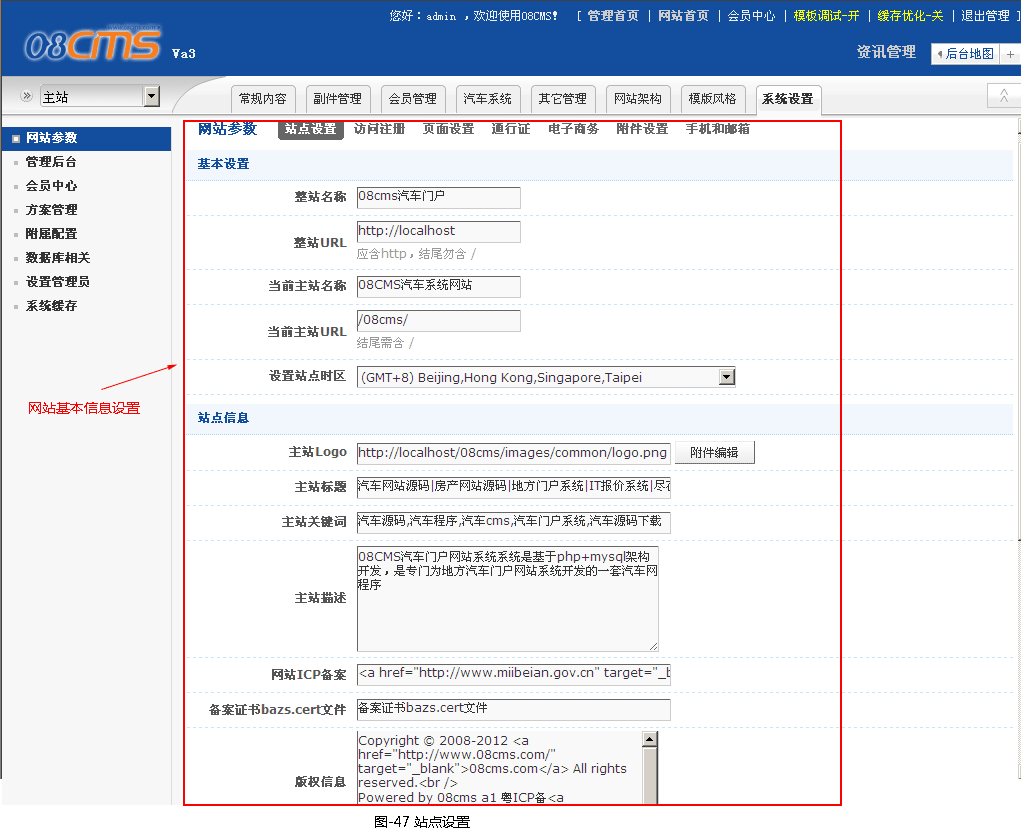 您好：admin ，欢迎使用08CMS! [ 管理首页 | 网站首页 | 会员中心 | 模板调试-开 | 缓存优化-关 | 退出管理 ]
08CMS Va3
资讯管理 后台地图 +
主站 常规内容 副件管理 会员管理 汽车系统 其它管理 网站架构 模版风格 系统设置
网站参数 站点设置 访问注册 页面设置 通行证 电子商务 附件设置 手机和邮箱
网站参数
管理后台
会员中心
方案管理
附属配置
数据库相关
设置管理员
系统缓存
网站基本信息设置
基本设置
整站名称 08cms汽车门户
整站URL http://localhost
应含http，结尾勿含 /
当前主站名称 08CMS汽车系统网站
当前主站URL /08cms/
结尾需含 /
设置站点时区 (GMT+8) Beijing,Hong Kong,Singapore,Taipei
站点信息
主站Logo http://localhost/08cms/images/common/logo.png 附件编辑
主站标题 汽车网站源码|房产网站源码|地方门户系统|IT报价系统|尽
主站关键词 汽车源码,汽车程序,汽车cms,汽车门户系统,汽车源码下载
主站描述 08CMS汽车门户网站系统系统是基于php+mysql架构
开发，是专门为地方汽车门户网站系统开发的一套汽车网
程序
网站ICP备案 <a href="http://www.miibeian.gov.cn" target="_b
备案证书bazs.cert文件 备案证书bazs.cert文件
版权信息 Copyright © 2008-2012 <a
href="http://www.08cms.com/"
target="_blank">08cms.com</a> All rights
reserved.<br />
Powered by 08cms a1 粤ICP备<a
图-47 站点设置